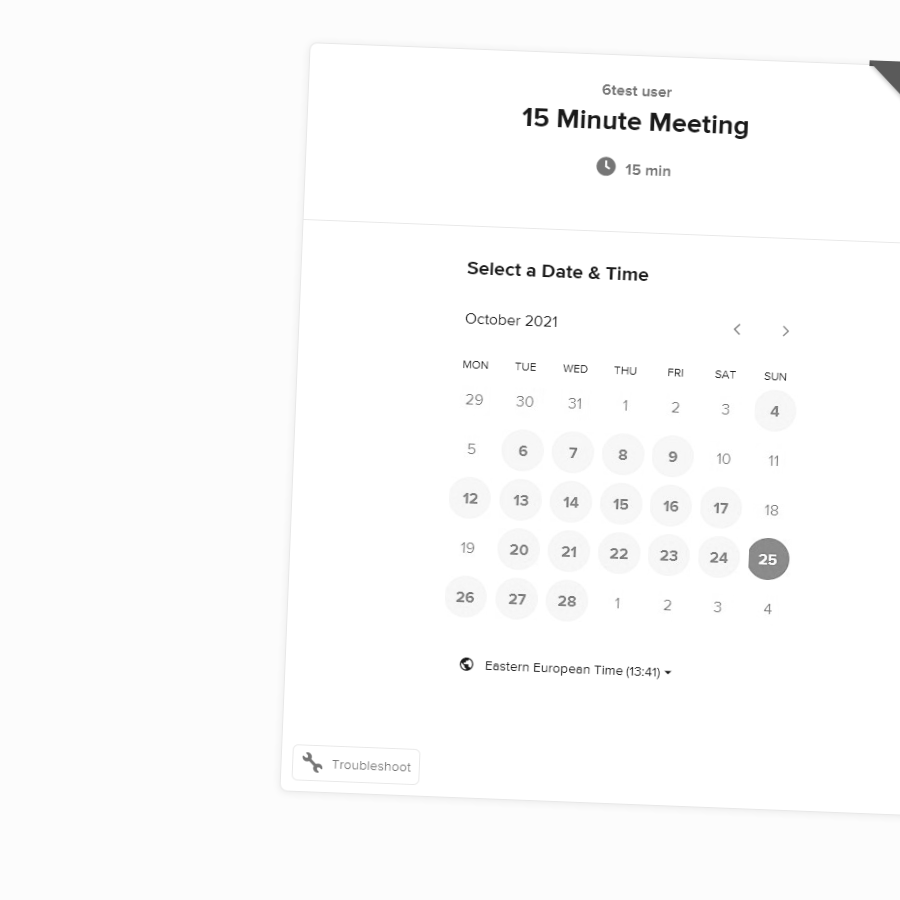 6test user
15 Minute Meeting
15 min
Select a Date & Time
October 2021
MON TUE WED THU FRI SAT SUN
29 30 31 1 2 3 4
5 6 7 8 9 10 11
12 13 14 15 16 17 18
19 20 21 22 23 24 25
26 27 28 1 2 3 4
Eastern European Time (13:41)
Troubleshoot